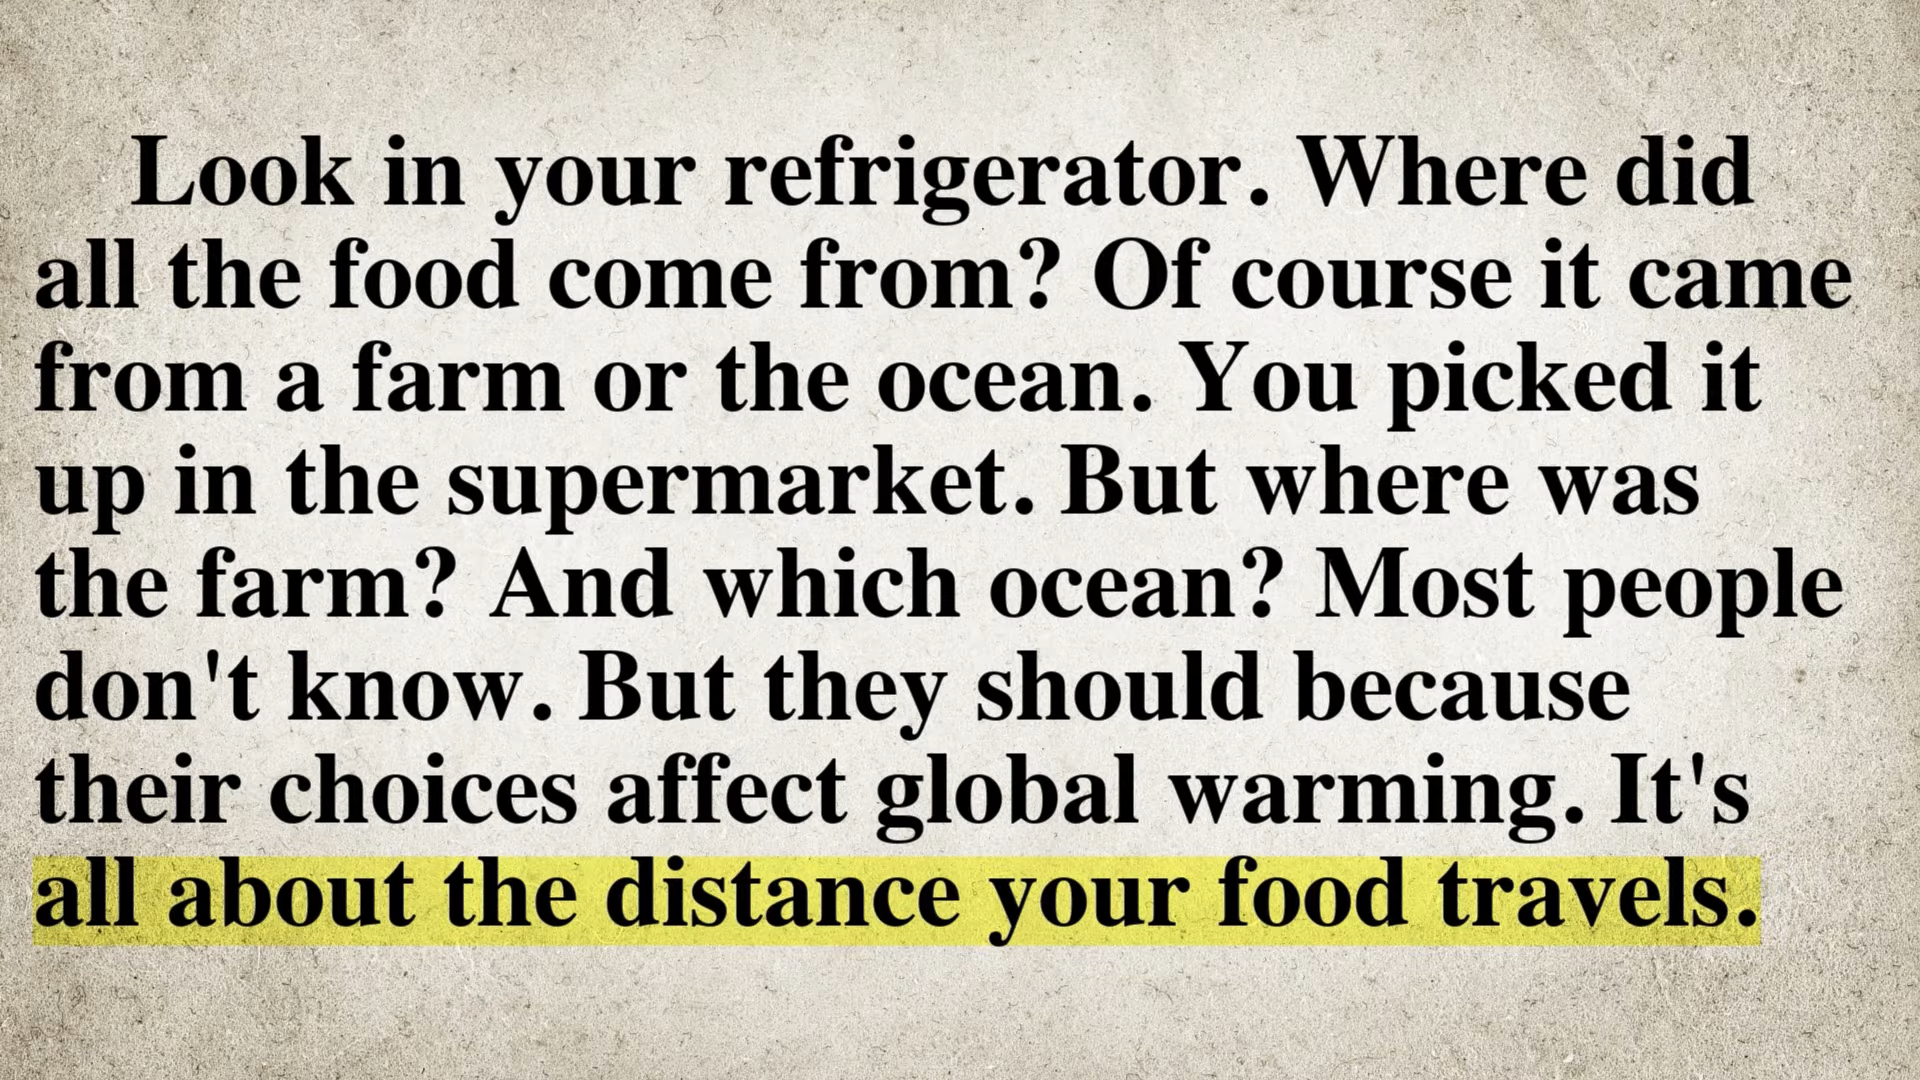 Look in your refrigerator. Where did
all the food come from? Of course it came
from a farm or the ocean. You picked it
up in the supermarket. But where was
the farm? And which ocean? Most people
don't know. But they should because
their choices affect global warming. It's
all about the distance your food travels.